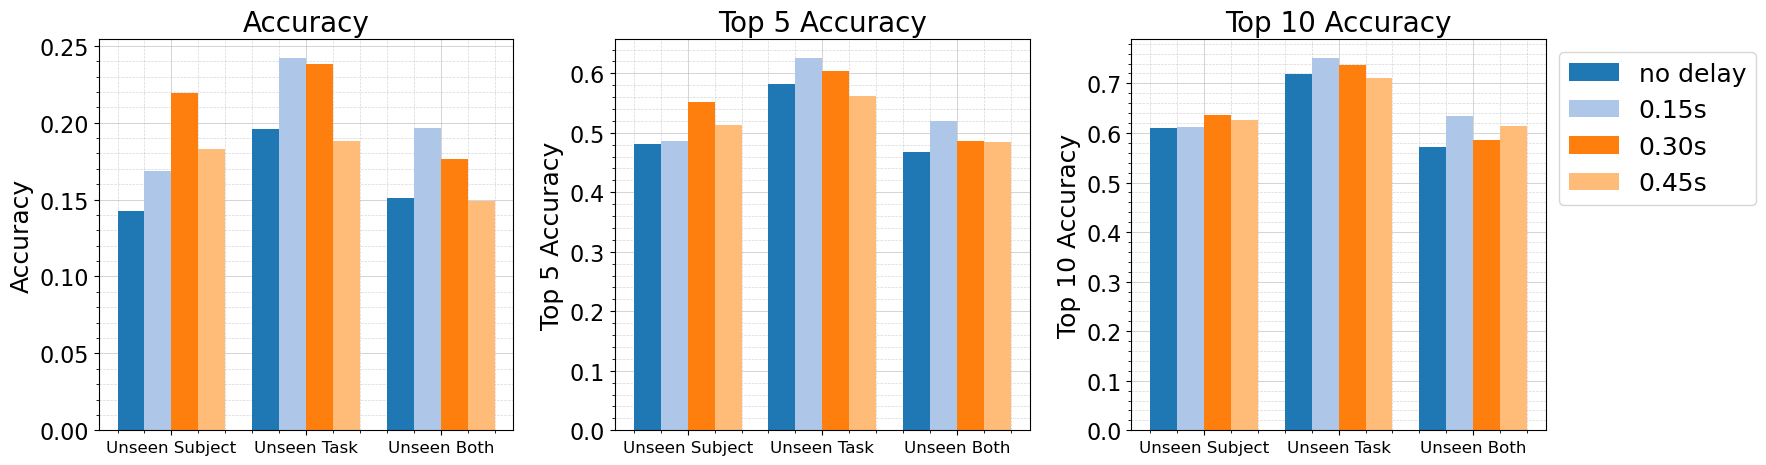 Accuracy
Accuracy
0.25
0.20
0.15
0.10
0.05
0.00
Unseen Subject
Unseen Task
Unseen Both
Top 5 Accuracy
Top 5 Accuracy
0.6
0.5
0.4
0.3
0.2
0.1
0.0
Unseen Subject
Unseen Task
Unseen Both
Top 10 Accuracy
Top 10 Accuracy
0.7
0.6
0.5
0.4
0.3
0.2
0.1
0.0
Unseen Subject
Unseen Task
Unseen Both
no delay
0.15s
0.30s
0.45s